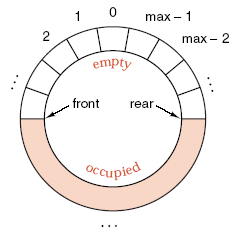 1 0 max – 1
2 max – 2
... empty ...
front rear
occupied
...